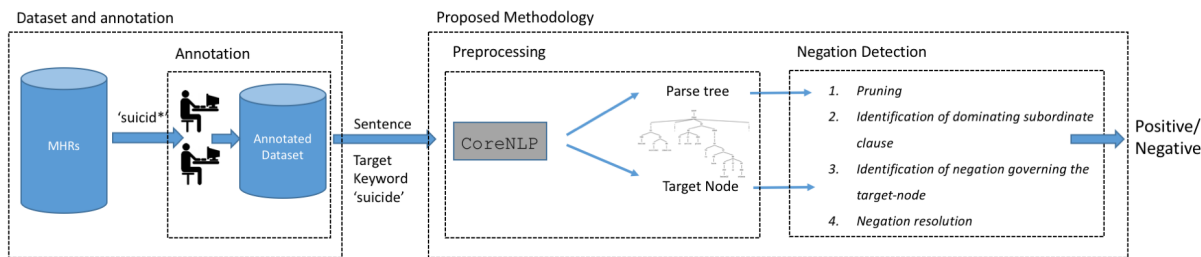 Dataset and annotation
Proposed Methodology
Annotation
Preprocessing
Negation Detection
MHRs
'suicid*'
Annotated
Dataset
Sentence
Target
Keyword
'suicide'
CoreNLP
Parse tree
Target Node
1. Pruning
2. Identification of dominating subordinate
clause
3. Identification of negation governing the
target-node
4. Negation resolution
Positive/
Negative